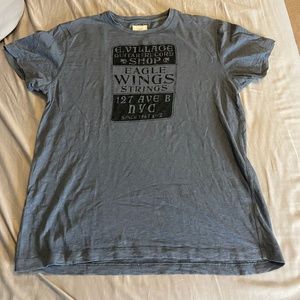 E.VILLAGE
GUITAR&RECORD
SHOP
EAGLE
WINGS
STRINGS
127 AVE B
NYC
SINCE 1967